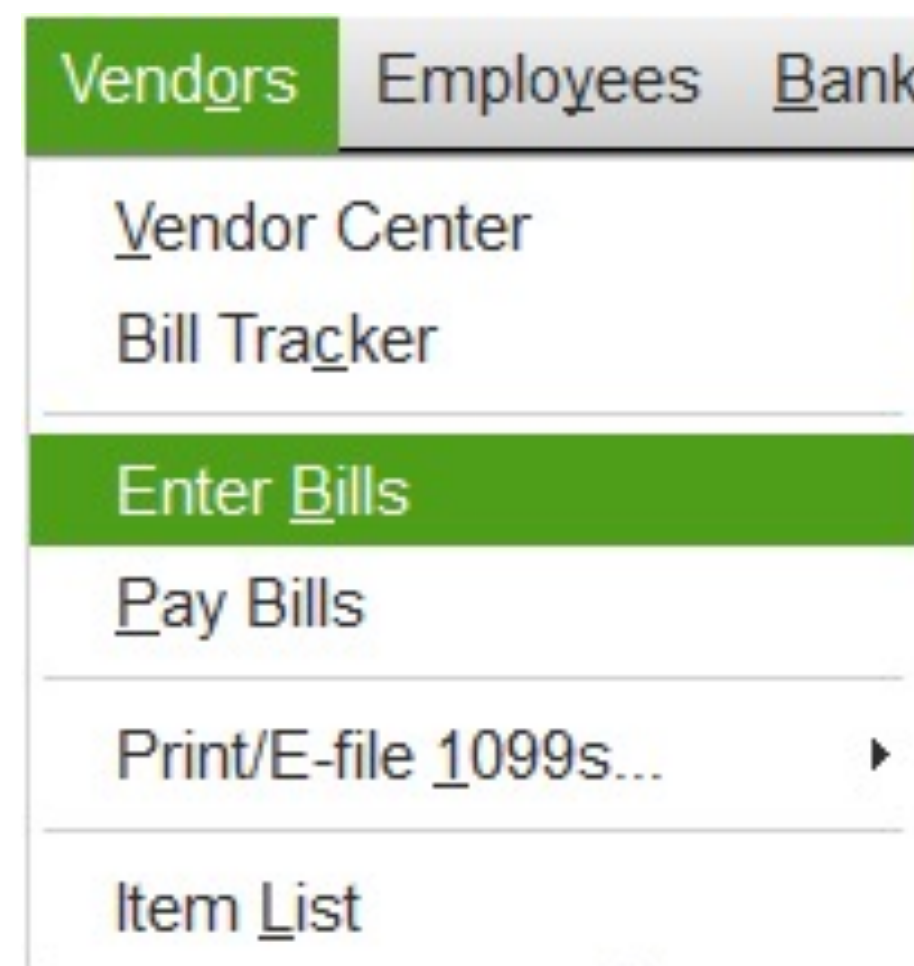 Vendors Employees Bank
Vendor Center
Bill Tracker
Enter Bills
Pay Bills
Print/E-file 1099s...
Item List